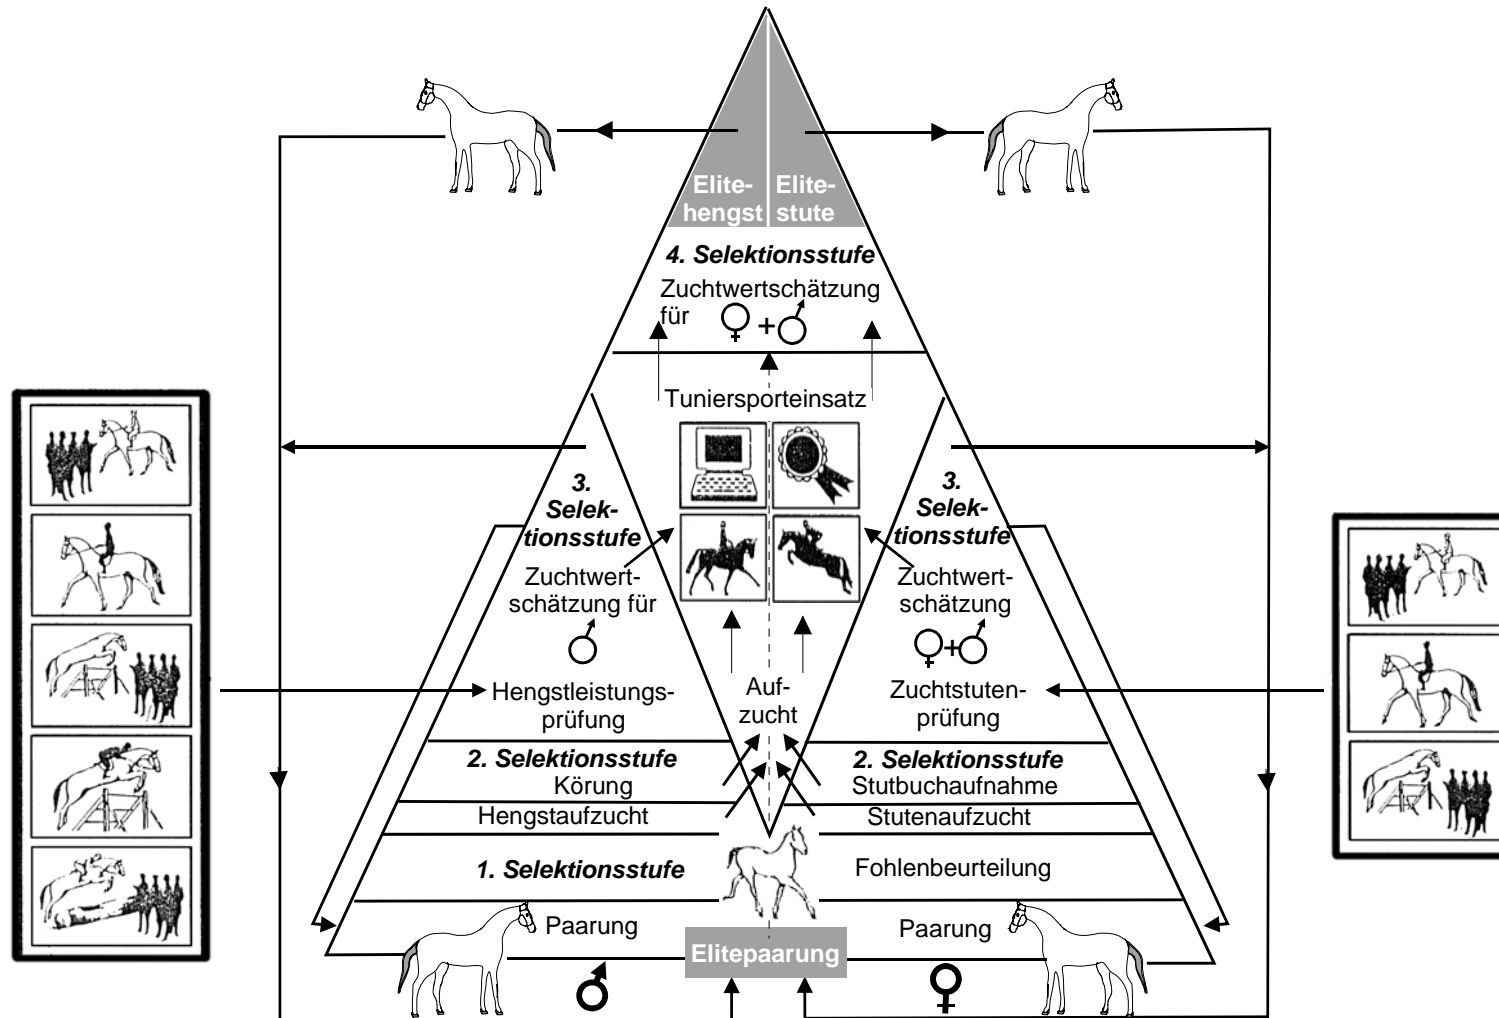 Elite-
hengst
Elite-
stute
4. Selektionsstufe
Zuchtwertschätzung
für
+
Tuniersporteinsatz
3.
Selek-
tionsstufe
Zuchtwert-
schätzung für
Hengstleistungs-
prüfung
3.
Selek-
tionsstufe
Zuchtwert-
schätzung
+
Zuchtstuten-
prüfung
Auf-
zucht
2. Selektionsstufe
Körung
2. Selektionsstufe
Stutbuchaufnahme
Hengstaufzucht
Stutenaufzucht
1. Selektionsstufe
Fohlenbeurteilung
Paarung
Paarung
Elitepaarung